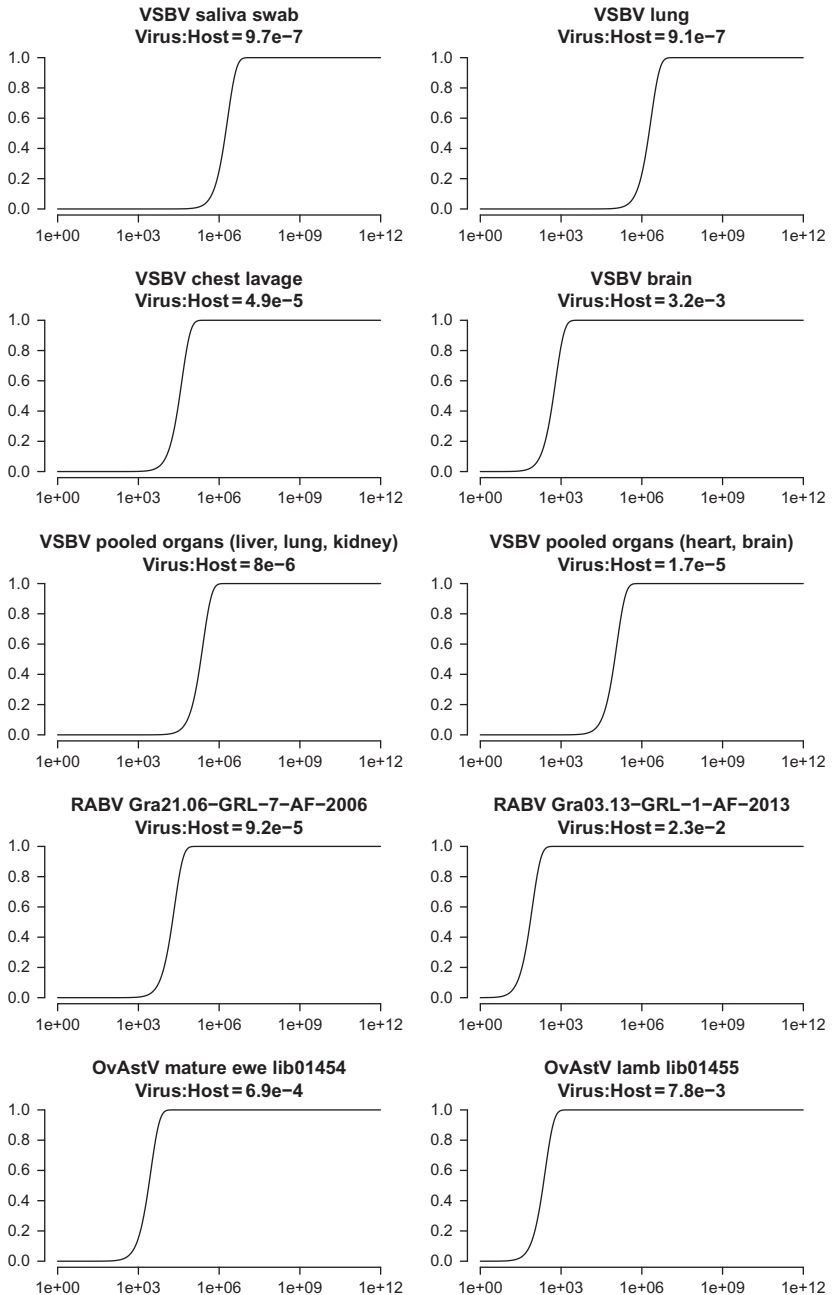 VSBV saliva swab
Virus:Host=9.7e−7
1.0
0.8
0.6
0.4
0.2
0.0
1e+00 1e+03 1e+06 1e+09 1e+12
VSBV lung
Virus:Host=9.1e−7
1.0
0.8
0.6
0.4
0.2
0.0
1e+00 1e+03 1e+06 1e+09 1e+12
VSBV chest lavage
Virus:Host=4.9e−5
1.0
0.8
0.6
0.4
0.2
0.0
1e+00 1e+03 1e+06 1e+09 1e+12
VSBV brain
Virus:Host=3.2e−3
1.0
0.8
0.6
0.4
0.2
0.0
1e+00 1e+03 1e+06 1e+09 1e+12
VSBV pooled organs (liver, lung, kidney)
Virus:Host=8e−6
1.0
0.8
0.6
0.4
0.2
0.0
1e+00 1e+03 1e+06 1e+09 1e+12
VSBV pooled organs (heart, brain)
Virus:Host=1.7e−5
1.0
0.8
0.6
0.4
0.2
0.0
1e+00 1e+03 1e+06 1e+09 1e+12
RABV Gra21.06−GRL−7−AF−2006
Virus:Host=9.2e−5
1.0
0.8
0.6
0.4
0.2
0.0
1e+00 1e+03 1e+06 1e+09 1e+12
RABV Gra03.13−GRL−1−AF−2013
Virus:Host=2.3e−2
1.0
0.8
0.6
0.4
0.2
0.0
1e+00 1e+03 1e+06 1e+09 1e+12
OvAstV mature ewe lib01454
Virus:Host=6.9e−4
1.0
0.8
0.6
0.4
0.2
0.0
1e+00 1e+03 1e+06 1e+09 1e+12
OvAstV lamb lib01455
Virus:Host=7.8e−3
1.0
0.8
0.6
0.4
0.2
0.0
1e+00 1e+03 1e+06 1e+09 1e+12